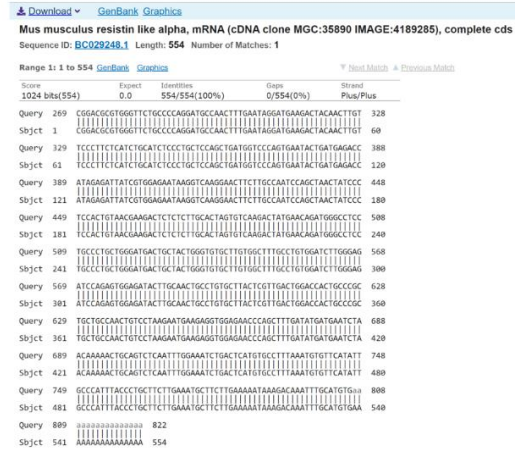 Download GenBank Graphics
Mus musculus resistin like alpha, mRNA (cDNA clone MGC:35890 IMAGE:4189285), complete cds
Sequence ID: BC029248.1 Length: 554 Number of Matches: 1
Range 1: 1 to 554 GenBank Graphics Next Match Previous Match
Score Expect Identities Gaps Strand
1024 bits(554) 0.0 554/554(100%) 0/554(0%) Plus/Plus
Query 269 CGGACGCGTGGGTTCTGCCCCAGGATGCCAACTTTGAATAGGATGAAGACTACAACTTGT 328
Sbjct 1 CGGACGCGTGGGTTCTGCCCCAGGATGCCAACTTTGAATAGGATGAAGACTACAACTTGT 60
Query 329 TCCCTTCTCATCTGCATCTCCCTGCTCCAGCTGATGGTCCCAGTGAATACTGATGAGACC 388
Sbjct 61 TCCCTTCTCATCTGCATCTCCCTGCTCCAGCTGATGGTCCCAGTGAATACTGATGAGACC 120
Query 389 ATAGAGATTATCGTGGAGAATAAGGTCAAGGAACTTCTTGCCAATCCAGCTAACTATCCC 448
Sbjct 121 ATAGAGATTATCGTGGAGAATAAGGTCAAGGAACTTCTTGCCAATCCAGCTAACTATCCC 180
Query 449 TCCACTGTAACGAAGACTCTCTCTTGCACTAGTGTCAAGACTATGAACAGATGGGCCTCC 508
Sbjct 181 TCCACTGTAACGAAGACTCTCTCTTGCACTAGTGTCAAGACTATGAACAGATGGGCCTCC 240
Query 509 TGCCCTGCTGGGATGACTGCTACTGGGTGTGCTTGTGGCTTTGCCTGTGGATCTTGGGAG 568
Sbjct 241 TGCCCTGCTGGGATGACTGCTACTGGGTGTGCTTGTGGCTTTGCCTGTGGATCTTGGGAG 300
Query 569 ATCCAGAGTGGAGATACTTGCAACTGCCTGTGCTTACTCGTTGACTGGACCACTGCCCGC 628
Sbjct 301 ATCCAGAGTGGAGATACTTGCAACTGCCTGTGCTTACTCGTTGACTGGACCACTGCCCGC 360
Query 629 TGCTGCCAACTGTCCTAAGAATGAAGAGGTGGAGAACCCAGCTTTGATATGATGAATCTA 688
Sbjct 361 TGCTGCCAACTGTCCTAAGAATGAAGAGGTGGAGAACCCAGCTTTGATATGATGAATCTA 420
Query 689 ACAAAAACTGCAGTCTCAATTTGGAAATCTGACTCATGTGCCTTTAAATGTGTTCATATT 748
Sbjct 421 ACAAAAACTGCAGTCTCAATTTGGAAATCTGACTCATGTGCCTTTAAATGTGTTCATATT 480
Query 749 GCCCATTTACCCTGCTTCTTGAAATGCTTCTTGAAAAATAAAGACAAATTTGCATGTGaa 808
Sbjct 481 GCCCATTTACCCTGCTTCTTGAAATGCTTCTTGAAAAATAAAGACAAATTTGCATGTGAA 540
Query 809 aaaaaaaaaaaaaa 822
Sbjct 541 AAAAAAAAAAAAAA 554